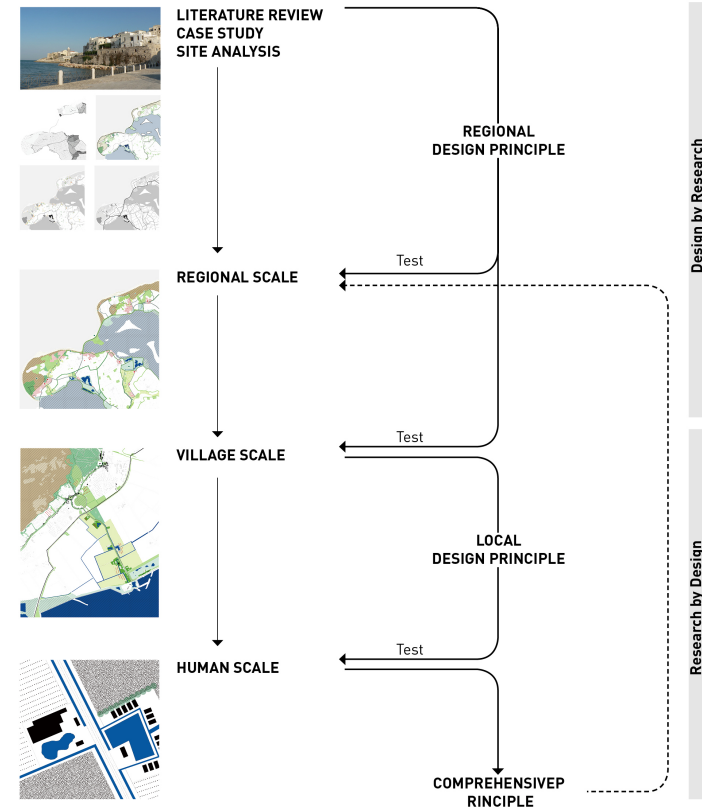 LITERATURE REVIEW
CASE STUDY
SITE ANALYSIS
REGIONAL
DESIGN PRINCIPLE
Design by Research
Test
REGIONAL SCALE
Test
VILLAGE SCALE
LOCAL
DESIGN PRINCIPLE
Research by Design
Test
HUMAN SCALE
COMPREHENSIVEP
RINCIPLE